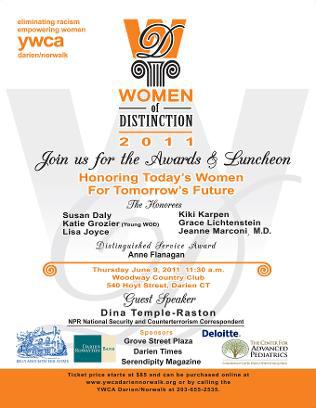 eliminating racism
empowering women
ywca
darien/norwalk
W
D
WOMEN
of
DISTINCTION
2011
Join us for the Awards & Luncheon
Honoring Today's Women
For Tomorrow's Future
The Honorees
Susan Daly
Katie Grozier (Young WOD)
Lisa Joyce
Kiki Karpen
Grace Lichtenstein
Jeanne Marconi, M.D.
Distinguished Service Award
Anne Flanagan
Thursday June 9, 2011 11:30 a.m.
Woodway Country Club
540 Hoyt Street, Darien CT
Guest Speaker
Dina Temple-Raston
NPR National Security and Counterterrorism Correspondent
Sponsors
Grove Street Plaza
Darien Times
Serendipity Magazine
DARIEN
ROWAYTON
BANK
Deloitte.
THE CENTER FOR
ADVANCED
PEDIATRICS
Ticket price starts at $85 and can be purchased online at
www.ywcadariennorwalk.org or by calling the
YWCA Darien/Norwalk at 203-655-2535.